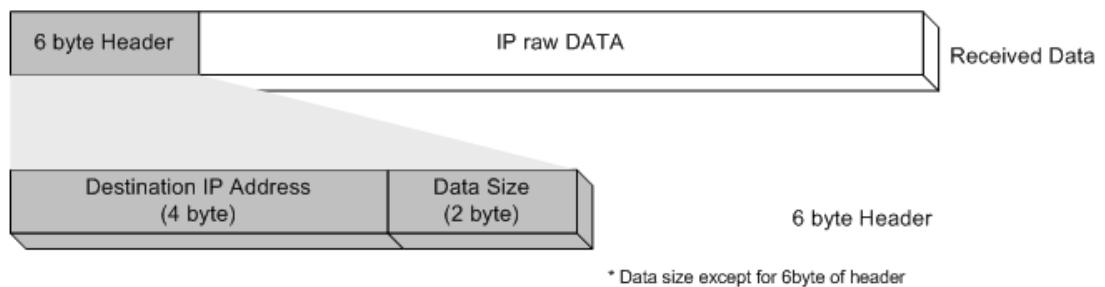 6 byte Header
IP raw DATA
Received Data
Destination IP Address
(4 byte)
Data Size
(2 byte)
6 byte Header
* Data size except for 6byte of header